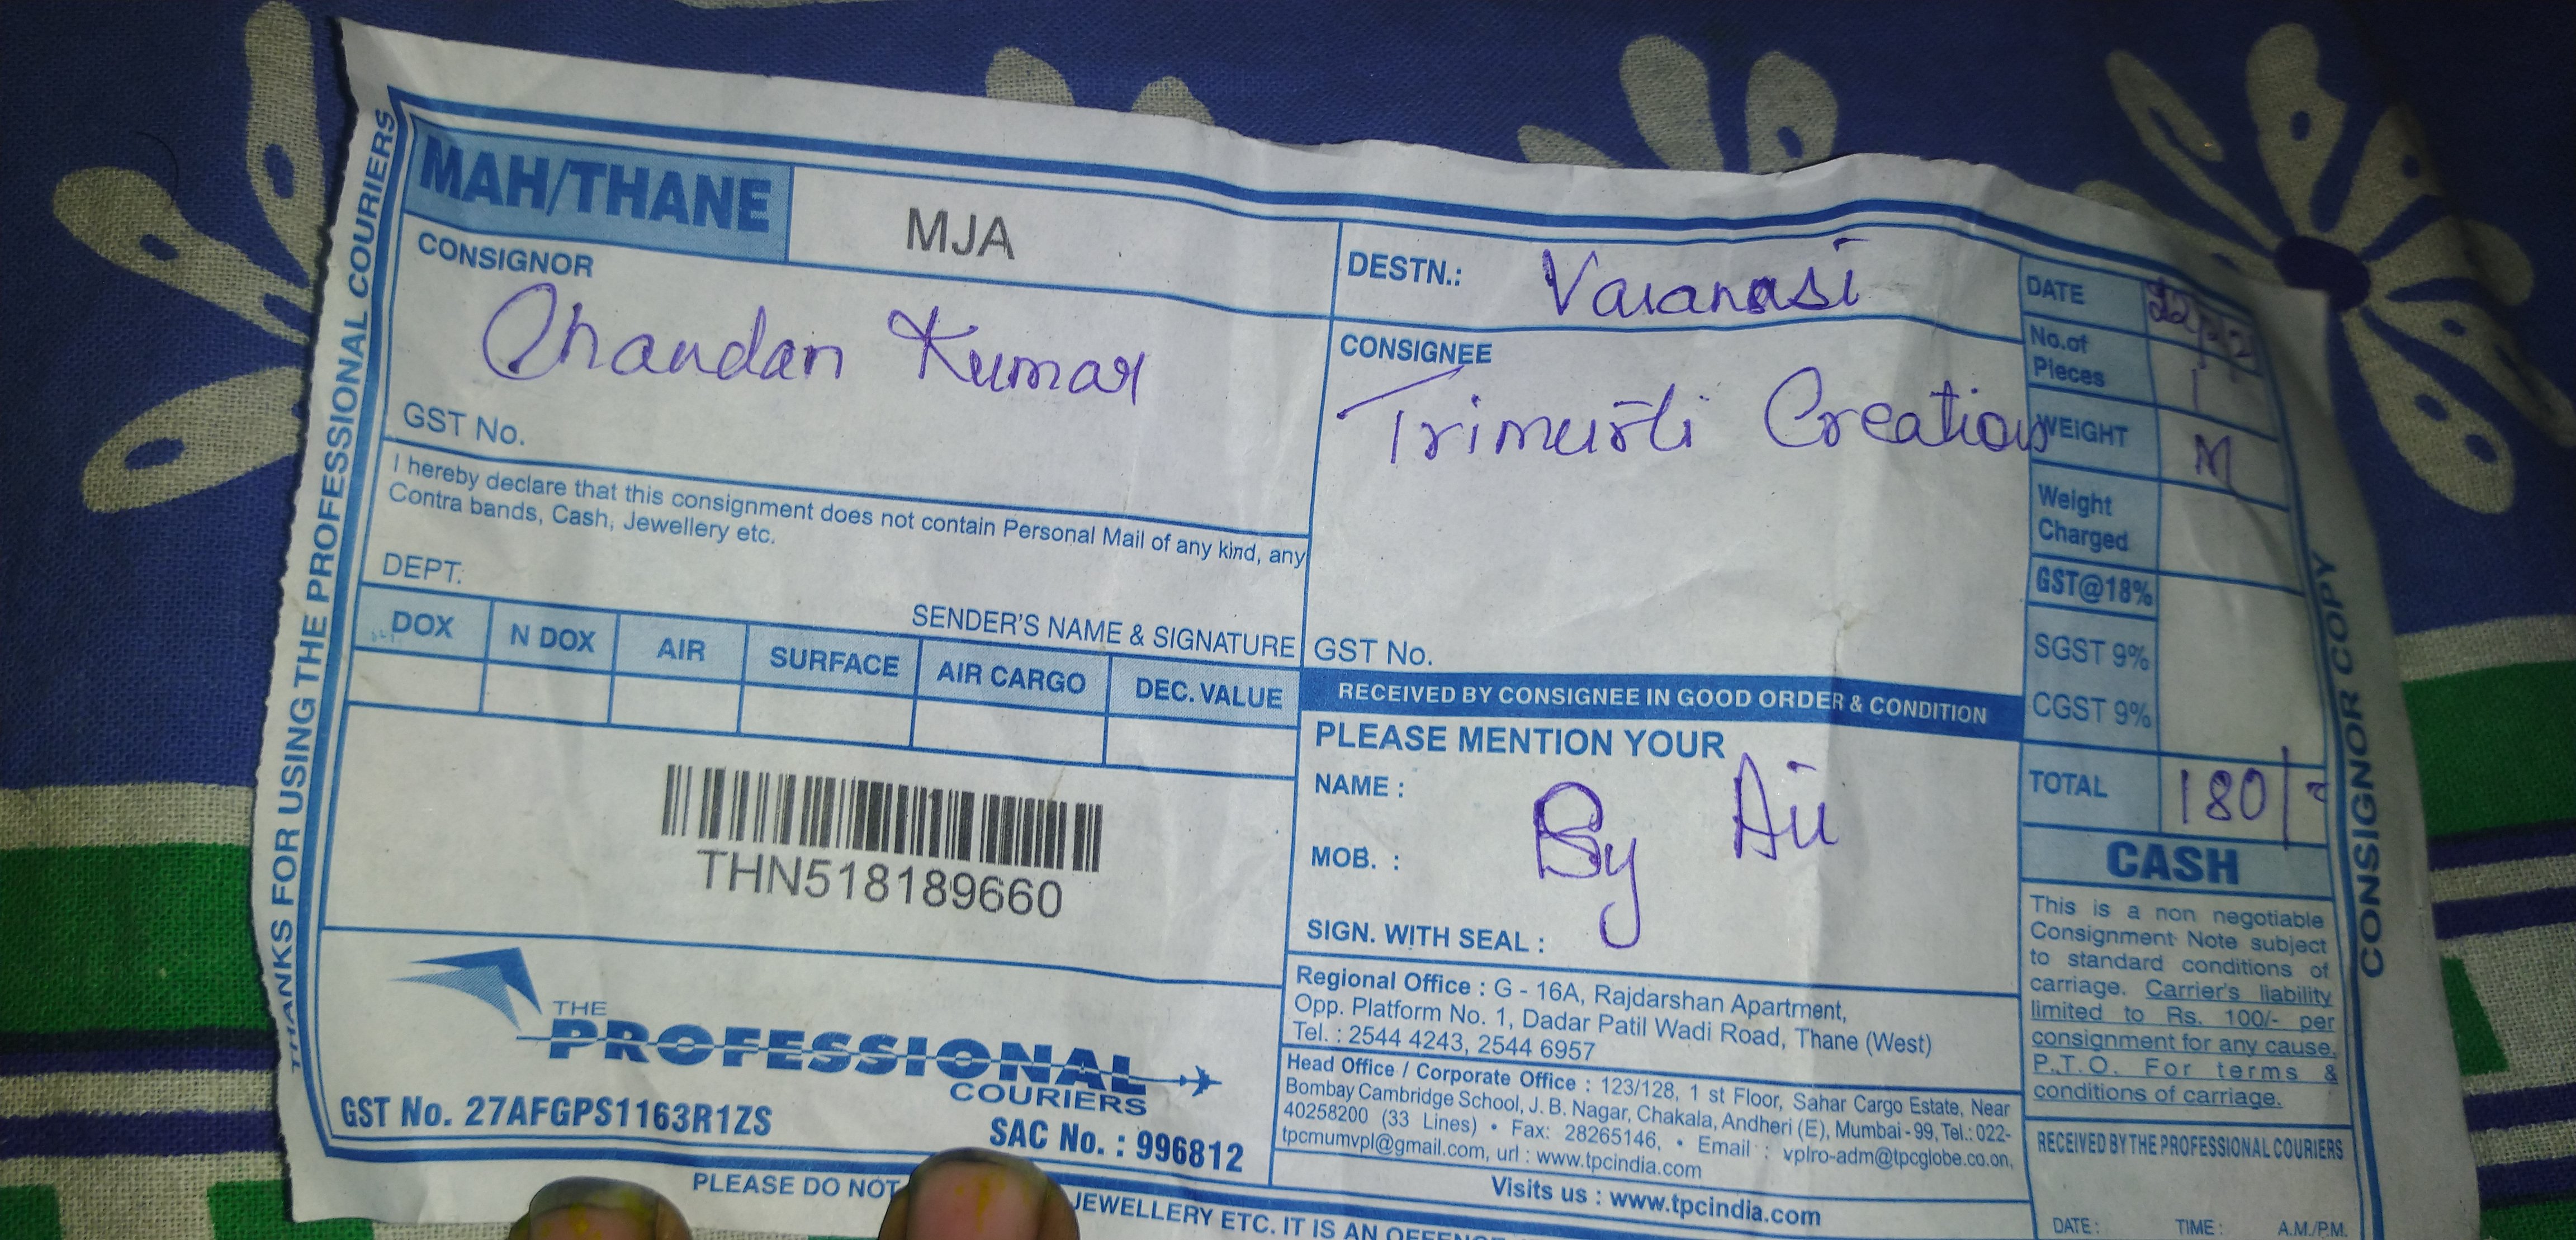 THANKS FOR USING THE PROFESSIONAL COURIERS
MAH/THANE
MJA
CONSIGNOR
Chandan Kumar
GST No.
I hereby declare that this consignment does not contain Personal Mail of any kind, any
Contra bands, Cash, Jewellery etc.
DEPT:
SENDER'S NAME & SIGNATURE
DOX N DOX AIR SURFACE AIR CARGO DEC. VALUE
THN518189660
THE
PROFESSIONAL
COURIERS
GST No. 27AFGPS1163R1ZS
SAC No. : 996812
DESTN.: Varanasi
CONSIGNEE
Trimurti Creations
GST No.
RECEIVED BY CONSIGNEE IN GOOD ORDER & CONDITION
PLEASE MENTION YOUR
NAME :
By Air
MOB. :
SIGN. WITH SEAL :
Regional Office : G - 16A, Rajdarshan Apartment,
Opp. Platform No. 1, Dadar Patil Wadi Road, Thane (West)
Tel. : 2544 4243, 2544 6957
Head Office / Corporate Office : 123/128, 1 st Floor, Sahar Cargo Estate, Near
Bombay Cambridge School, J. B. Nagar, Chakala, Andheri (E), Mumbai - 99, Tel.: 022-
40258200 (33 Lines) • Fax: 28265146, • Email : vplro-adm@tpcglobe.co.on,
tpcmumvpl@gmail.com, url : www.tpcindia.com
Visits us : www.tpcindia.com
DATE
No.of
Pieces 1
WEIGHT M
Weight
Charged
GST@18%
SGST 9%
CGST 9%
TOTAL 180/-
CASH
This is a non negotiable
Consignment Note subject
to standard conditions of
carriage. Carrier's liability
limited to Rs. 100/- per
consignment for any cause.
P.T.O. For terms &
conditions of carriage.
RECEIVED BY THE PROFESSIONAL COURIERS
DATE : TIME : A.M./P.M.
CONSIGNOR COPY
PLEASE DO NOT JEWELLERY ETC. IT IS AN